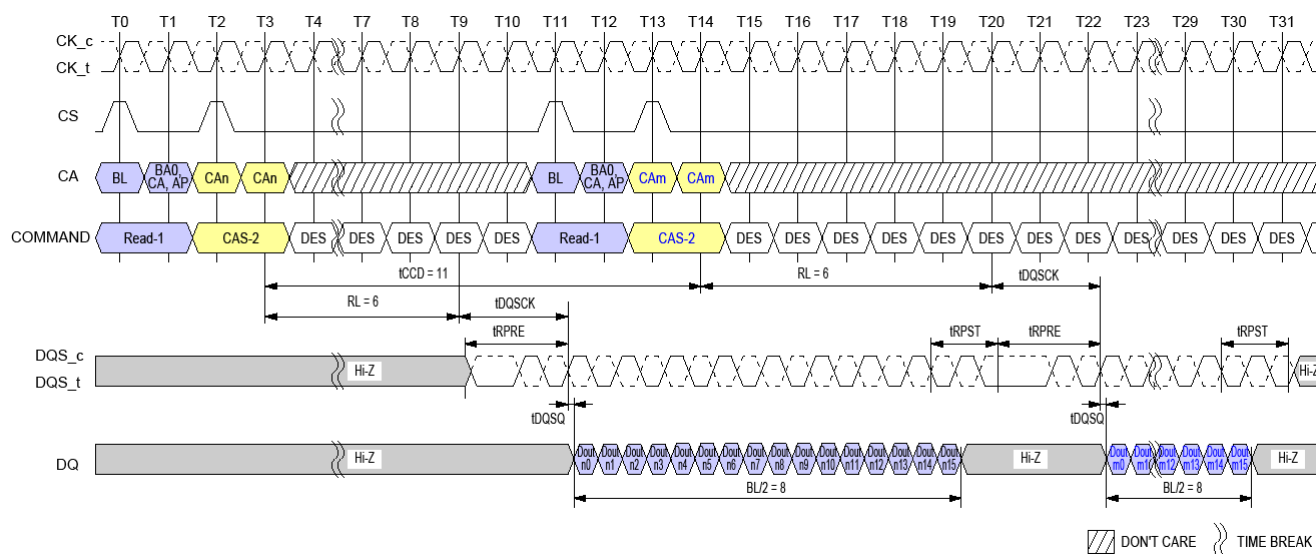 T0 T1 T2 T3 T4 T7 T8 T9 T10 T11 T12 T13 T14 T15 T16 T17 T18 T19 T20 T21 T22 T23 T29 T30 T31
CK_c
CK_t
CS
CA BL BA0, CA, AP CAn CAn BL BA0, CA, AP CAm CAm
COMMAND Read-1 CAS-2 DES DES DES DES DES Read-1 CAS-2 DES DES DES DES DES DES DES DES DES DES DES DES
tCCD = 11 RL = 6 tDQSCK
RL = 6 tDQSCK
tRPRE tRPST tRPRE tRPST
DQS_c
DQS_t
Hi-Z Hi-Z
tDQSQ tDQSQ
DQ Hi-Z Dout n0 Dout n1 Dout n2 Dout n3 Dout n4 Dout n5 Dout n6 Dout n7 Dout n8 Dout n9 Dout n10 Dout n11 Dout n12 Dout n13 Dout n14 Dout n15 Hi-Z Dout m0 Dout m1 Dout m12 Dout m13 Dout m14 Dout m15 Hi-Z
BL/2 = 8 BL/2 = 8
DON'T CARE TIME BREAK